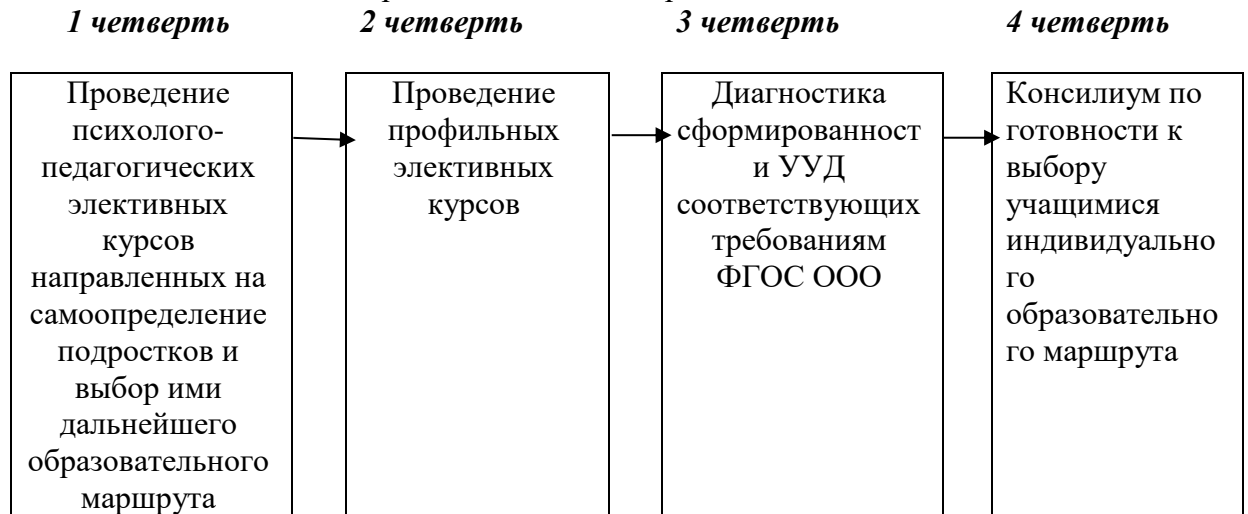 1 четверть
2 четверть
3 четверть
4 четверть
Проведение
психолого-
педагогических
элективных
курсов
направленных на
самоопределение
подростков и
выбор ими
дальнейшего
образовательного
маршрута
Проведение
профильных
элективных
курсов
Диагностика
сформированност
и УУД
соответствующих
требованиям
ФГОС ООО
Консилиум по
готовности к
выбору
учащимися
индивидуально
го
образовательно
го маршрута